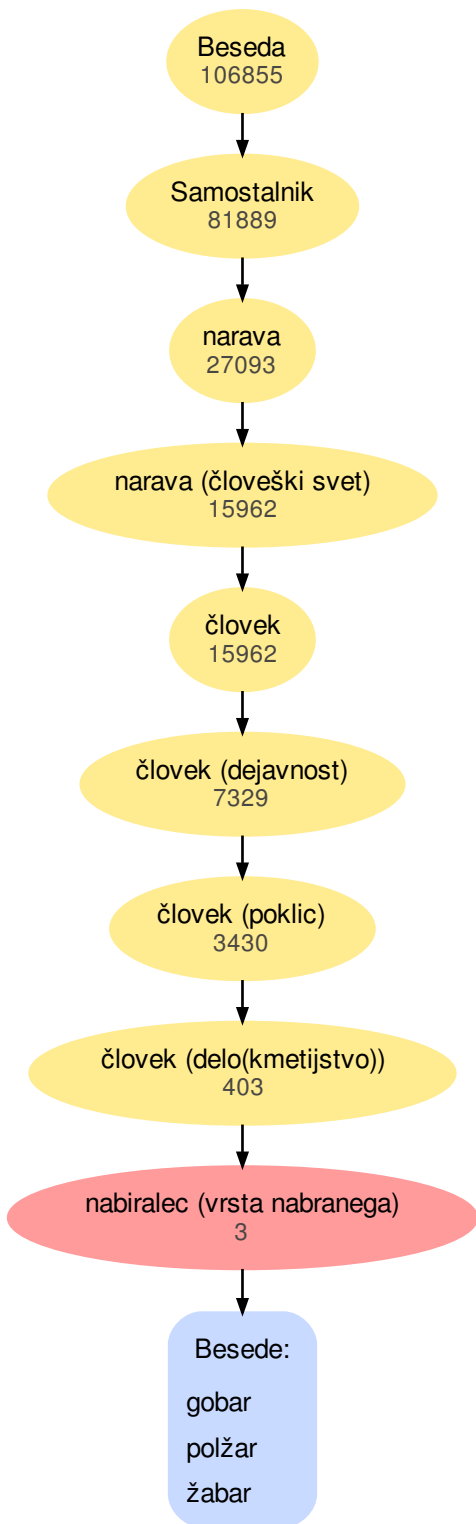 Beseda
106855
Samostalnik
81889
narava
27093
narava (človeški svet)
15962
človek
15962
človek (dejavnost)
7329
človek (poklic)
3430
človek (delo(kmetijstvo))
403
nabiralec (vrsta nabranega)
3
Besede:
gobar
polžar
žabar